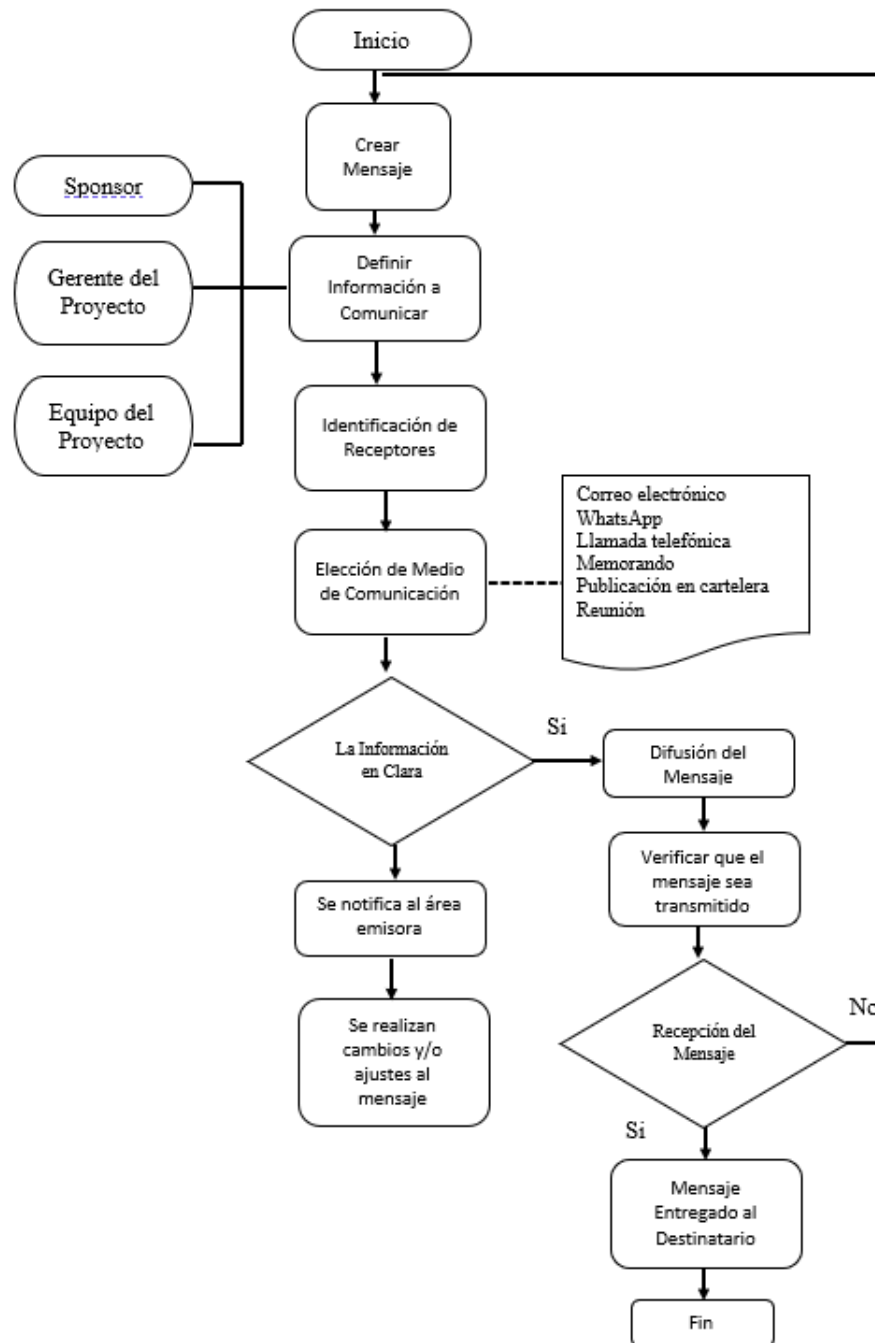 Inicio
Crear
Mensaje
Sponsor
Gerente del
Proyecto
Equipo del
Proyecto
Definir
Información a
Comunicar
Identificación de
Receptores
Elección de Medio
de Comunicación
Correo electrónico
WhatsApp
Llamada telefónica
Memorando
Publicación en cartelera
Reunión
La Información
en Clara
Si
Difusión del
Mensaje
Verificar que el
mensaje sea
transmitido
Se notifica al área
emisora
Se realizan
cambios y/o
ajustes al
mensaje
Recepción del
Mensaje
No
Si
Mensaje
Entregado al
Destinatario
Fin